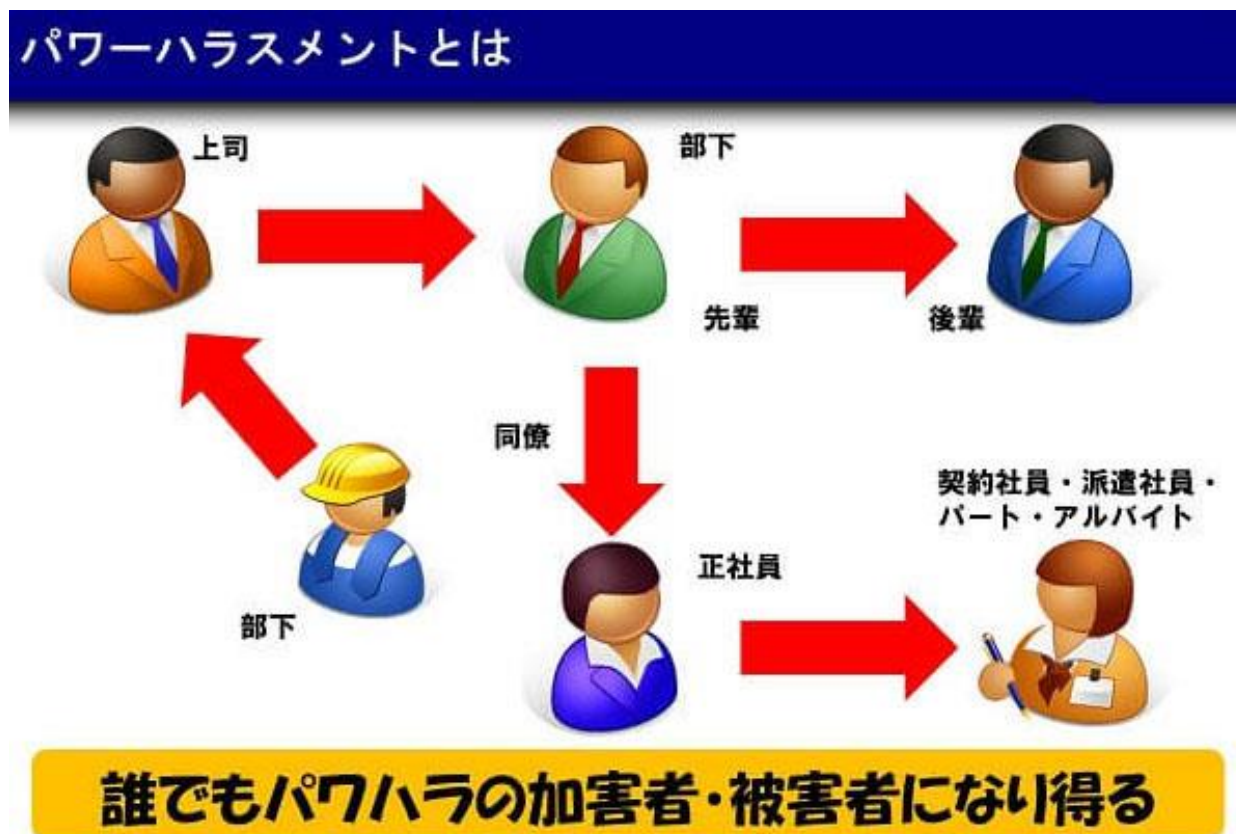 パワーハラスメントとは
上司
部下
先輩
後輩
同僚
部下
契約社員・派遣社員・
パート・アルバイト
正社員
誰でもパワハラの加害者・被害者になり得る